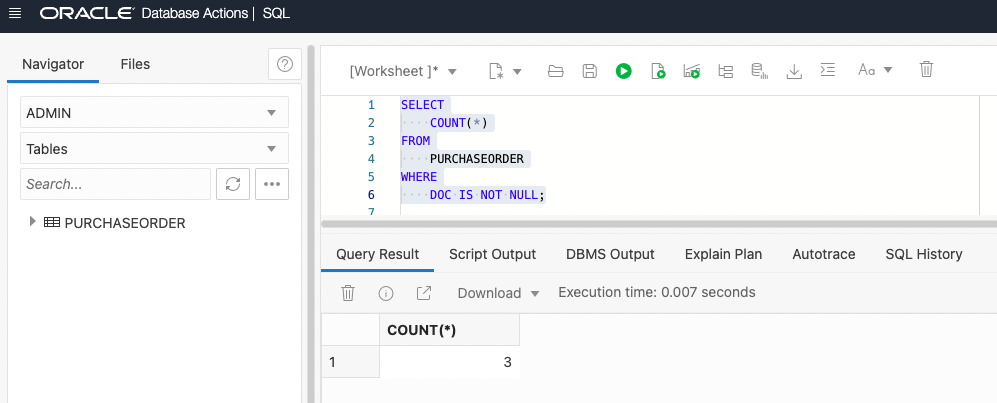 ORACLE Database Actions | SQL
Navigator Files
ADMIN
Tables
Search...
PURCHASEORDER
[Worksheet ]*
Aa
1 SELECT
2 COUNT(*)
3 FROM
4 PURCHASEORDER
5 WHERE
6 DOC IS NOT NULL;
7
Query Result Script Output DBMS Output Explain Plan Autotrace SQL History
Download Execution time: 0.007 seconds
COUNT(*)
1 3